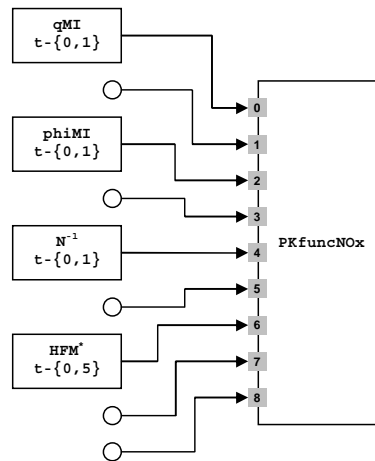 qMI
t-{0,1}
0
1
phiMI
t-{0,1}
2
3
N⁻¹
t-{0,1}
4
PKfuncNOx
5
HFM*
t-{0,5}
6
7
8